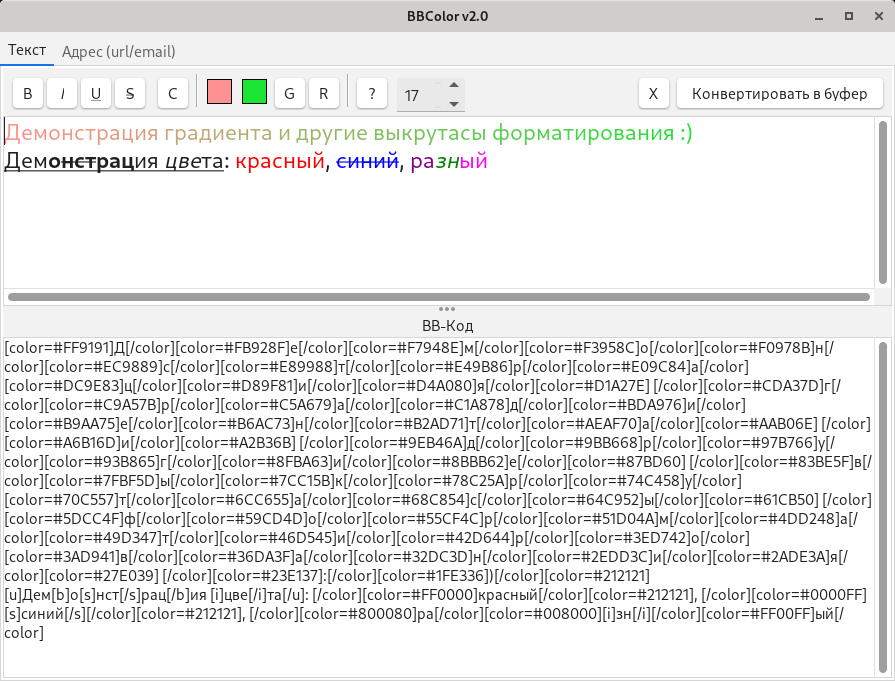 BBColor v2.0
Текст Адрес (url/email)
B I U S C G R ? 17 X Конвертировать в буфер
Демонстрация градиента и другие выкрутасы форматирования :)
Демонстрация цвета: красный, синий, разный
BB-Код
[color=#FF9191]Д[/color][color=#FB928F]е[/color][color=#F7948E]м[/color][color=#F3958C]о[/color][color=#F0978B]н[/
color][color=#EC9889]с[/color][color=#E89988]т[/color][color=#E49B86]р[/color][color=#E09C84]а[/color]
[color=#DC9E83]ц[/color][color=#D89F81]и[/color][color=#D4A080]я[/color][color=#D1A27E] [/color][color=#CDA37D]г[/
color][color=#C9A57B]р[/color][color=#C5A679]а[/color][color=#C1A878]д[/color][color=#BDA976]и[/color]
[color=#B9AA75]е[/color][color=#B6AC73]н[/color][color=#B2AD71]т[/color][color=#AEAF70]а[/color][color=#AAB06E] [/color]
[color=#A6B16D]и[/color][color=#A2B36B] [/color][color=#9EB46A]д[/color][color=#9BB668]р[/color][color=#97B766]у[/
color][color=#93B865]г[/color][color=#8FBA63]и[/color][color=#8BBB62]е[/color][color=#87BD60] [/color][color=#83BE5F]в[/
color][color=#7FBF5D]ы[/color][color=#7CC15B]к[/color][color=#78C25A]р[/color][color=#74C458]у[/color]
[color=#70C557]т[/color][color=#6CC655]а[/color][color=#68C854]с[/color][color=#64C952]ы[/color][color=#61CB50] [/color]
[color=#5DCC4F]ф[/color][color=#59CD4D]о[/color][color=#55CF4C]р[/color][color=#51D04A]м[/color][color=#4DD248]а[/
color][color=#49D347]т[/color][color=#46D545]и[/color][color=#42D644]р[/color][color=#3ED742]о[/color]
[color=#3AD941]в[/color][color=#36DA3F]а[/color][color=#32DC3D]н[/color][color=#2EDD3C]и[/color][color=#2ADE3A]я[/
color][color=#27E039] [/color][color=#23E137]:[/color][color=#1FE336])[/color][color=#212121]
[u]Дем[b]о[s]нст[/s]рац[/b]ия [i]цве[/i]та[/u]: [/color][color=#FF0000]красный[/color][color=#212121], [/color][color=#0000FF]
[s]синий[/s][/color][color=#212121], [/color][color=#800080]ра[/color][color=#008000][i]зн[/i][/color][color=#FF00FF]ый[/
color]